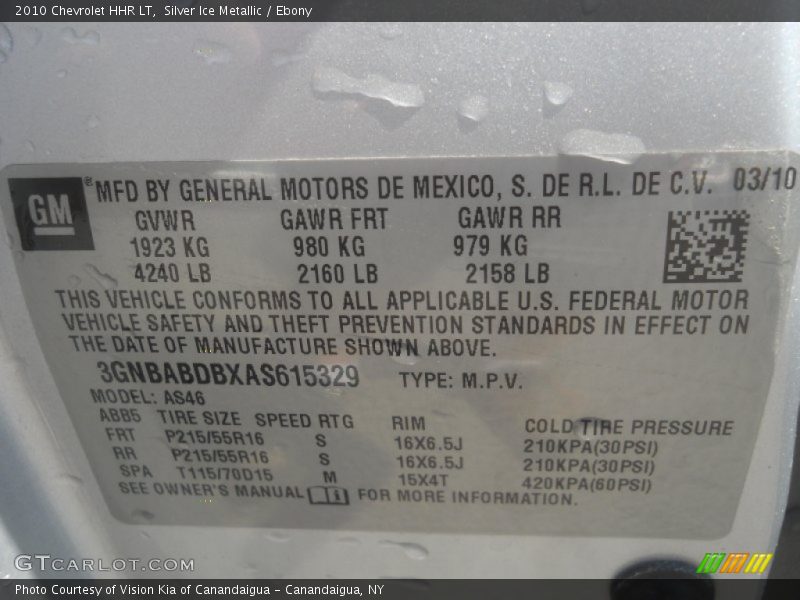 2010 Chevrolet HHR LT, Silver Ice Metallic / Ebony
GM ® MFD BY GENERAL MOTORS DE MEXICO, S. DE R.L. DE C.V. 03/10
GVWR GAWR FRT GAWR RR
1923 KG 980 KG 979 KG
4240 LB 2160 LB 2158 LB
THIS VEHICLE CONFORMS TO ALL APPLICABLE U.S. FEDERAL MOTOR
VEHICLE SAFETY AND THEFT PREVENTION STANDARDS IN EFFECT ON
THE DATE OF MANUFACTURE SHOWN ABOVE.
3GNBABDBXAS615329 TYPE: M.P.V.
MODEL: AS46
ABB5 TIRE SIZE SPEED RTG RIM COLD TIRE PRESSURE
FRT P215/55R16 S 16X6.5J 210KPA(30PSI)
RR P215/55R16 S 16X6.5J 210KPA(30PSI)
SPA T115/70D15 M 15X4T 420KPA(60PSI)
SEE OWNER'S MANUAL FOR MORE INFORMATION.
GTCarLot.com
Photo Courtesy of Vision Kia of Canandaigua – Canandaigua, NY